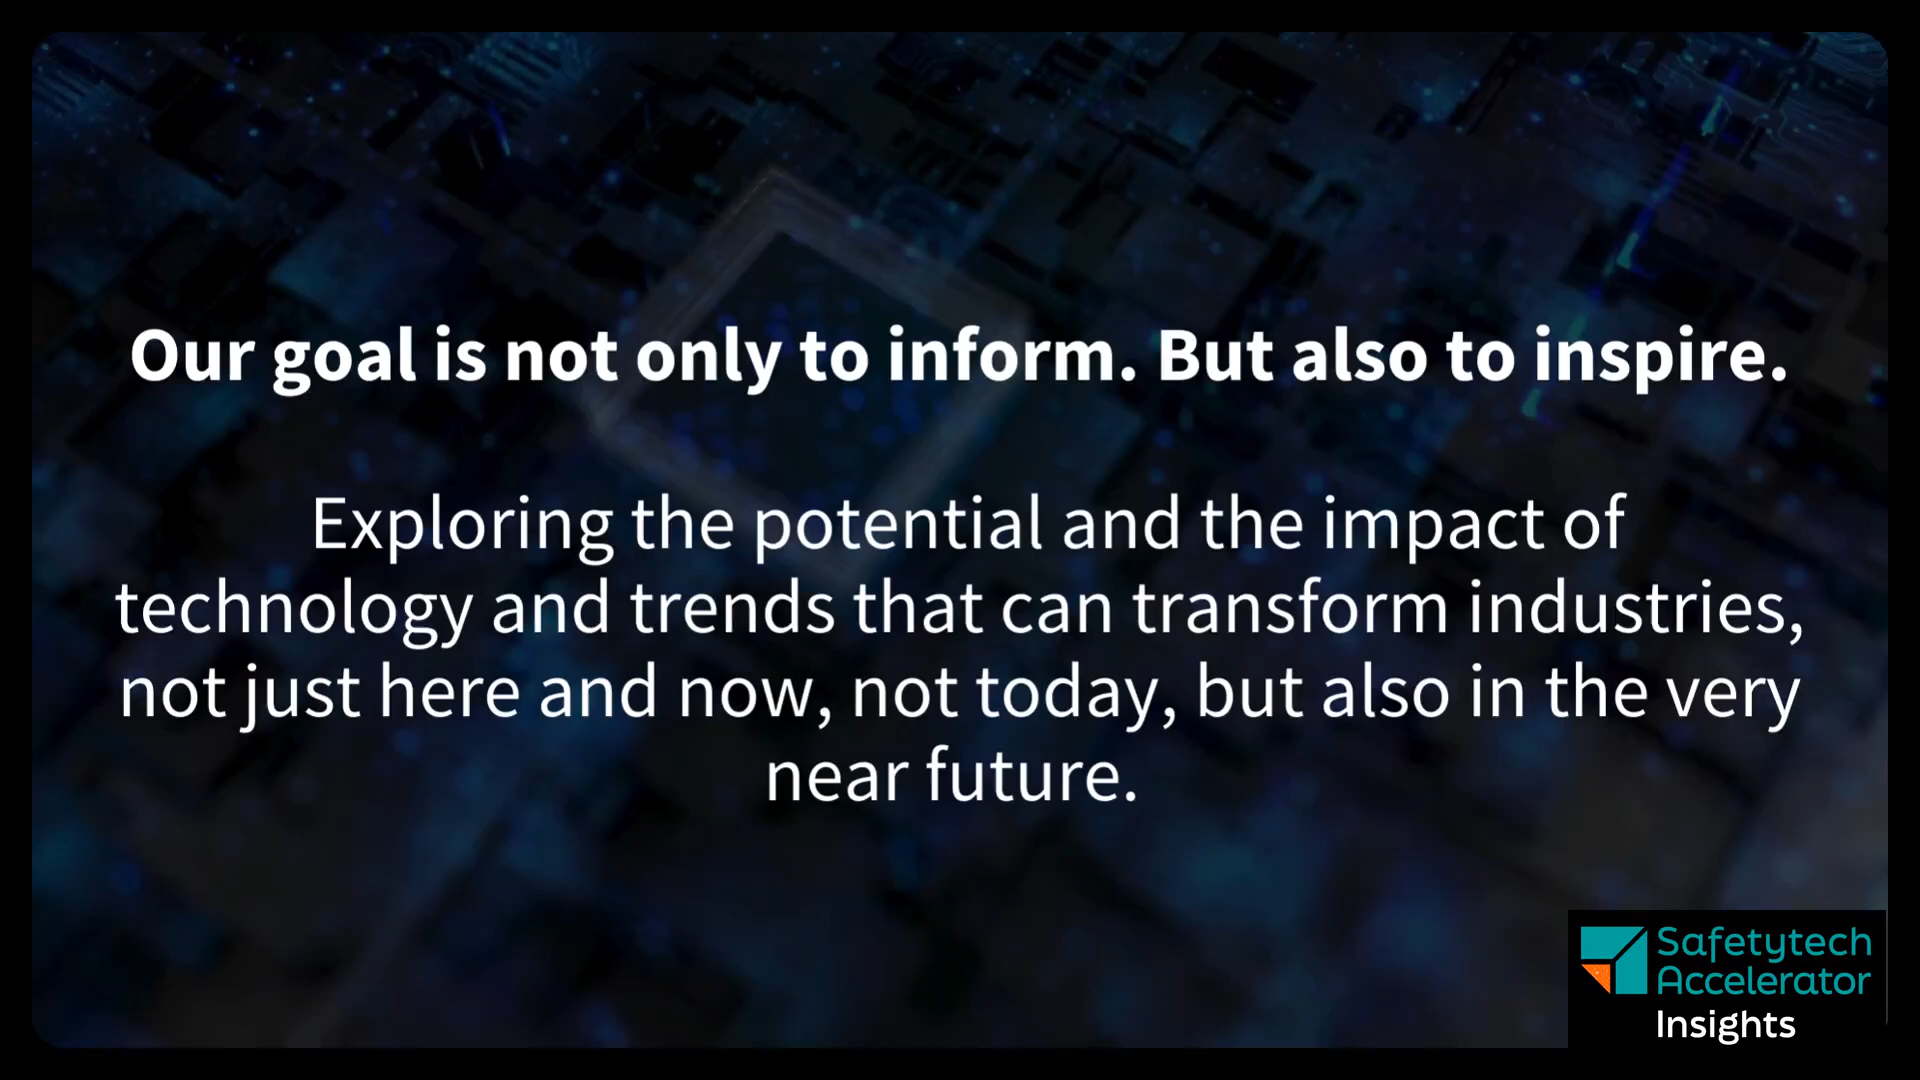 Our goal is not only to inform. But also to inspire.
Exploring the potential and the impact of
technology and trends that can transform industries,
not just here and now, not today, but also in the very
near future.
Safetytech
Accelerator
Insights